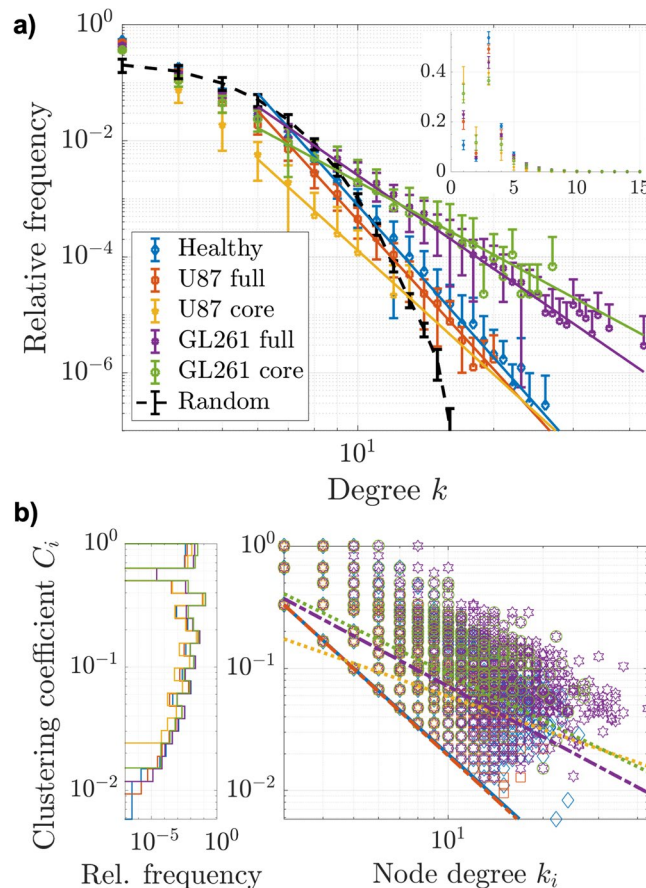 a)
10^0
10^-2
10^-4
10^-6
Relative frequency
0.4
0.2
0
0 5 10 15
Healthy
U87 full
U87 core
GL261 full
GL261 core
Random
10^1
Degree k
b)
10^0
10^-1
10^-2
Clustering coefficient C_i
10^-5 10^0
Rel. frequency
10^0
10^-1
10^-2
10^1
Node degree k_i